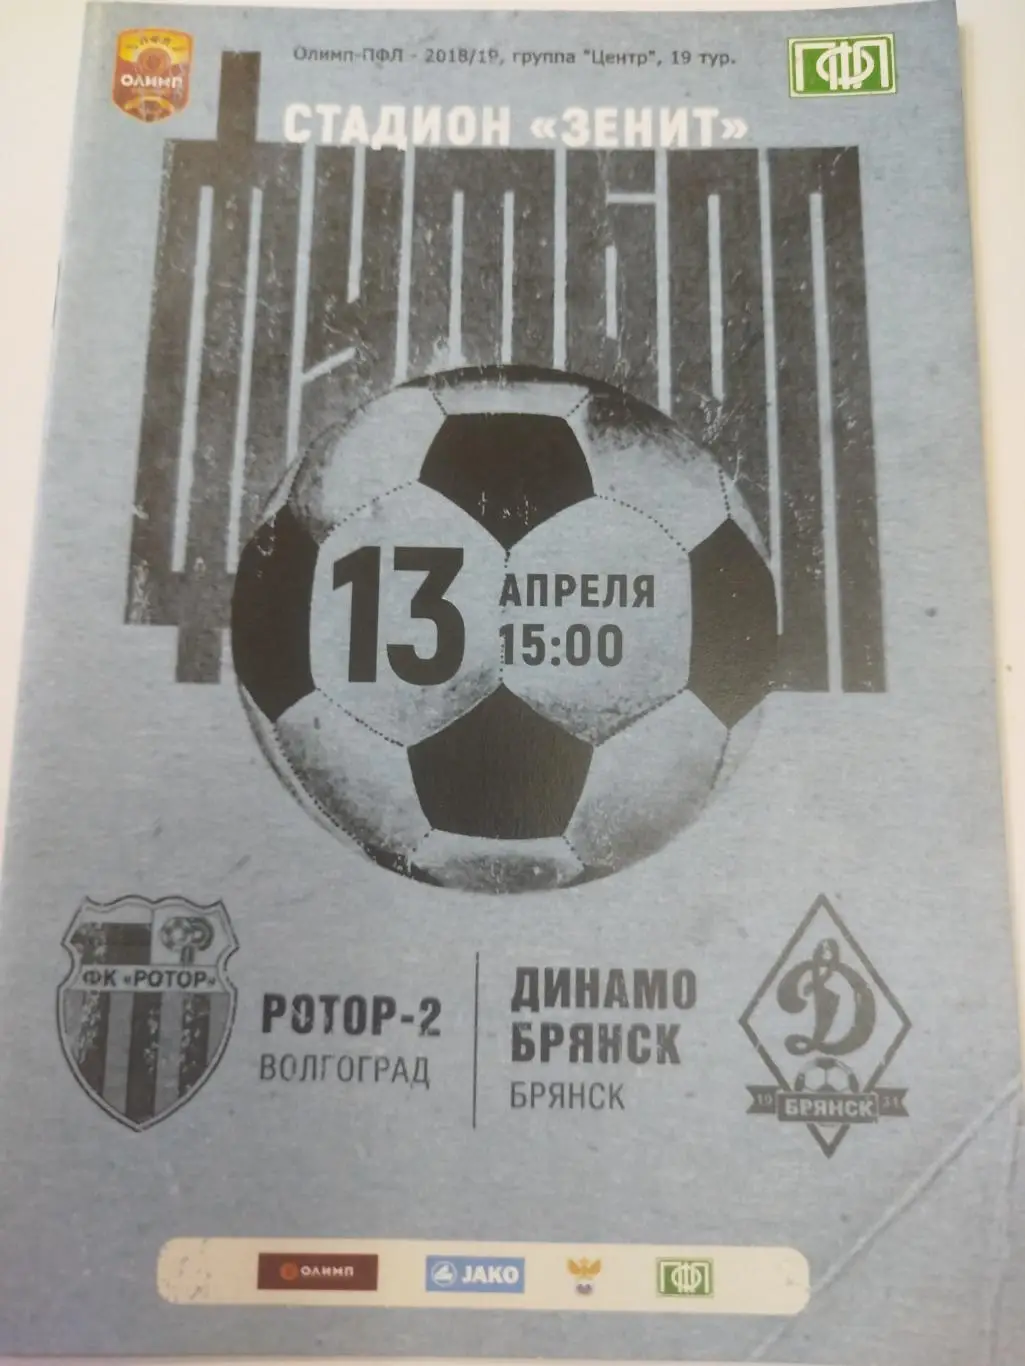 ПФЛ
ОЛИМП
Олимп-ПФЛ - 2018/19, группа "Центр", 19 тур.
ПФЛ
СТАДИОН «ЗЕНИТ»
ФУТБОЛ
13
АПРЕЛЯ
15:00
ФК «РОТОР»
РОТОР-2
ВОЛГОГРАД
ДИНАМО
БРЯНСК
БРЯНСК
Д
19 31
БРЯНСК
ОЛИМП
JAKO
ПФЛ